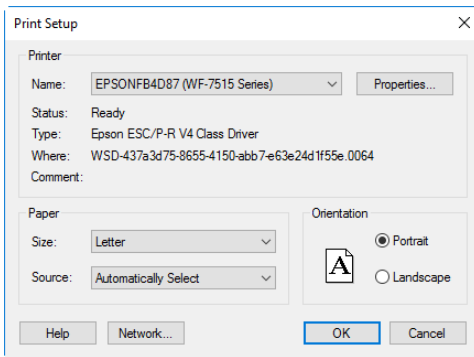 Print Setup
Printer
Name: EPSONFB4D87 (WF-7515 Series) Properties...
Status: Ready
Type: Epson ESC/P-R V4 Class Driver
Where: WSD-437a3d75-8655-4150-abb7-e63e24d1f55e.0064
Comment:
Paper
Size: Letter
Source: Automatically Select
Orientation
A
Portrait
Landscape
Help Network... OK Cancel